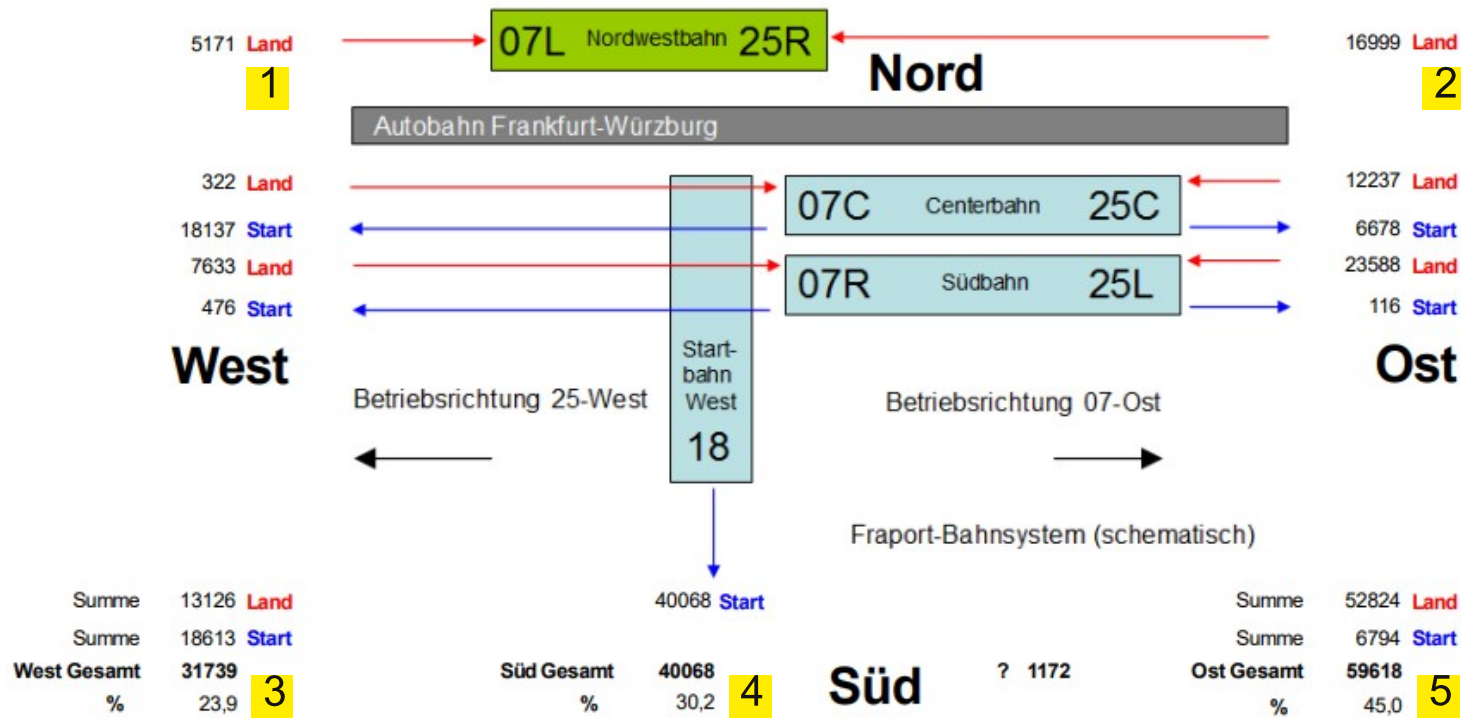 5171 Land
07L Nordwestbahn 25R
16999 Land
1
Nord
2
Autobahn Frankfurt-Würzburg
322 Land
12237 Land
07C Centerbahn 25C
18137 Start
6678 Start
7633 Land
23588 Land
07R Südbahn 25L
476 Start
116 Start
West
Start-
bahn
West
18
Ost
Betriebsrichtung 25-West
Betriebsrichtung 07-Ost
Fraport-Bahnsystem (schematisch)
Summe 13126 Land
40068 Start
Summe 52824 Land
Summe 18613 Start
Summe 6794 Start
West Gesamt 31739
Süd Gesamt 40068
Süd
? 1172
Ost Gesamt 59618
% 23,9
3
% 30,2
4
% 45,0
5